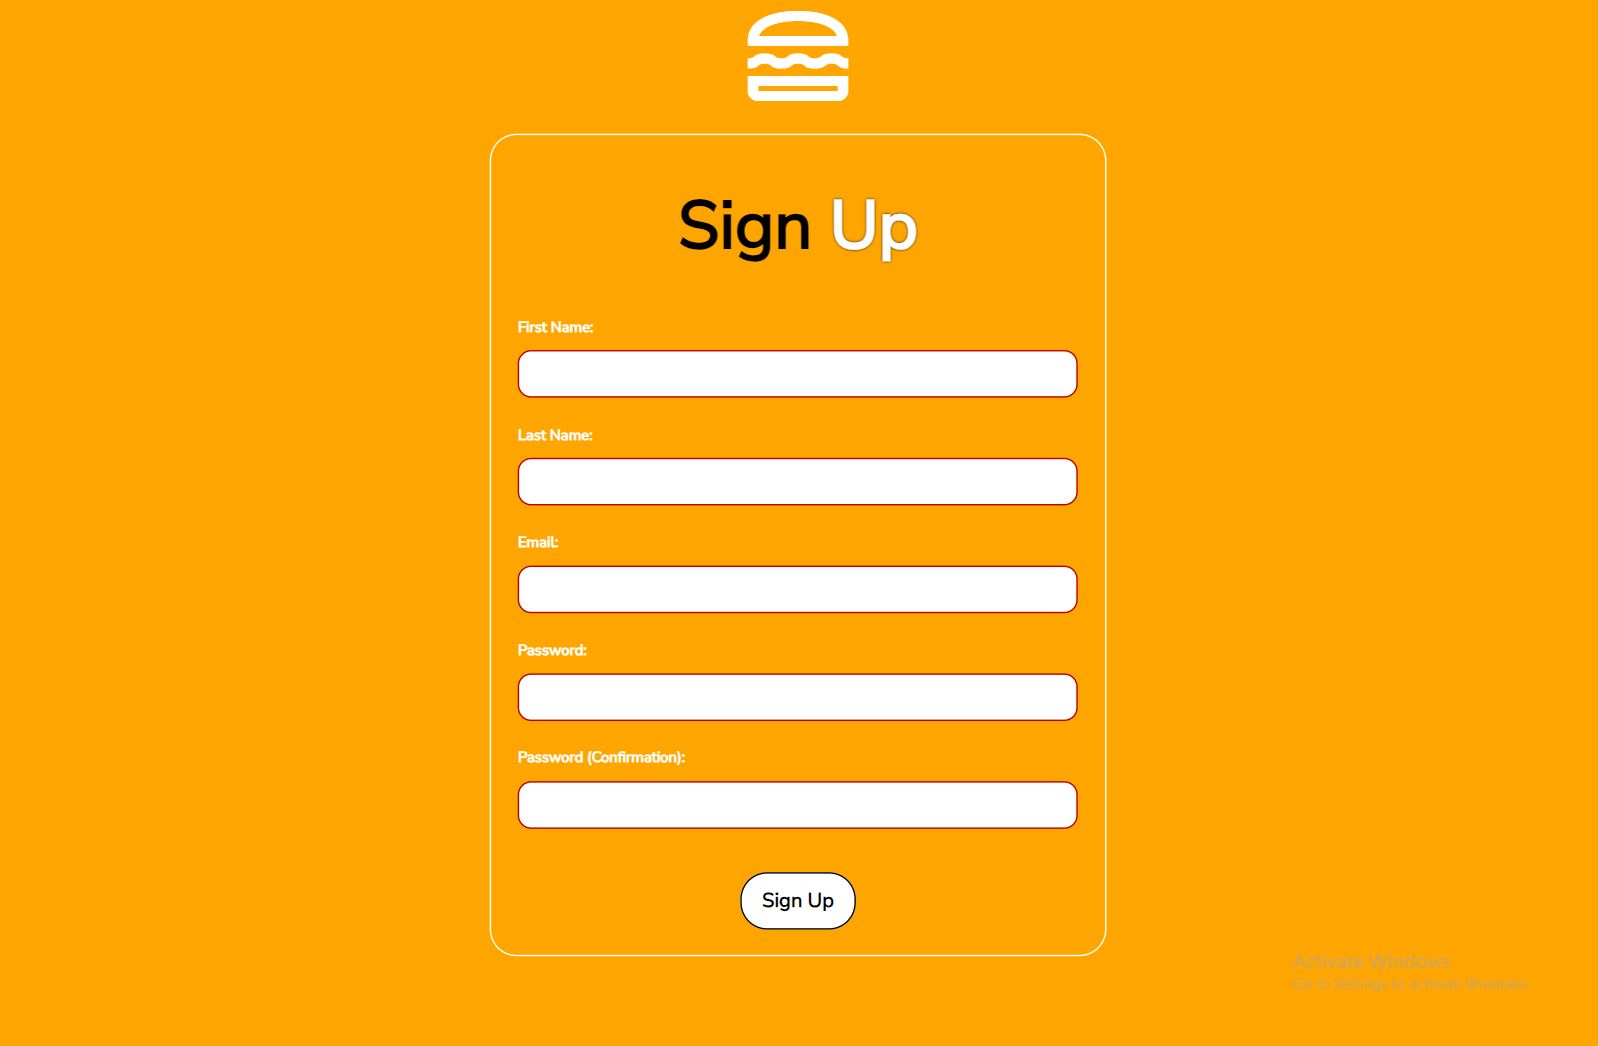 Sign Up
First Name:
Last Name:
Email:
Password:
Password (Confirmation):
Sign Up
Activate Windows
Go to Settings to activate Windows.